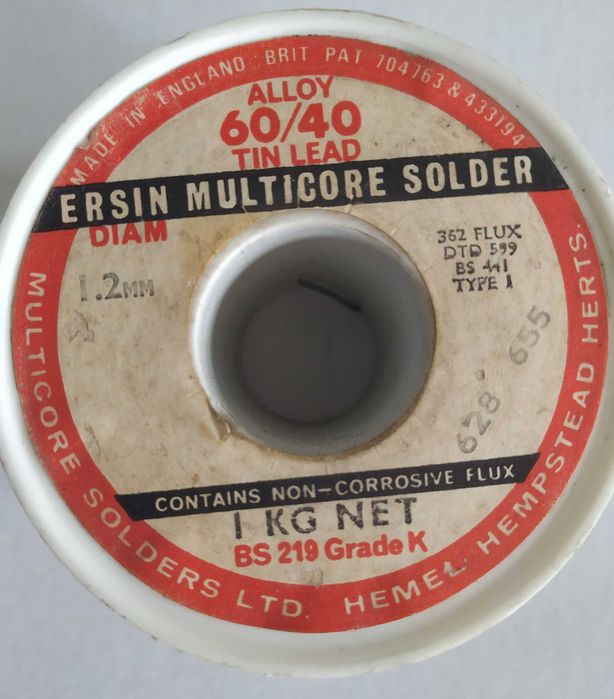 MADE IN ENGLAND BRIT PAT 704763 & 433194
ALLOY
60/40
TIN LEAD
ERSIN MULTICORE SOLDER
DIAM
1.2MM
362 FLUX
DTD 599
BS 441
TYPE 1
628 655
CONTAINS NON-CORROSIVE FLUX
1 KG NET
BS 219 Grade K
MULTICORE SOLDERS LTD. HEMEL HEMPSTEAD HERTS.